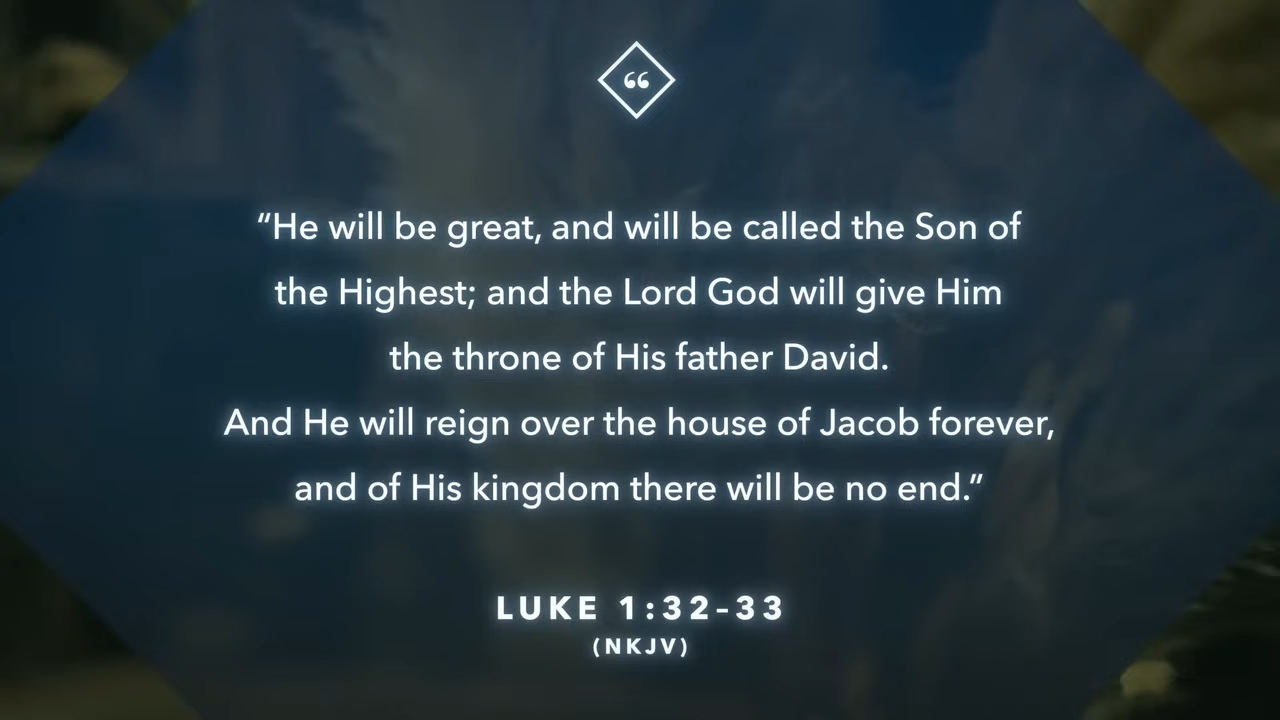 “
“He will be great, and will be called the Son of
the Highest; and the Lord God will give Him
the throne of His father David.
And He will reign over the house of Jacob forever,
and of His kingdom there will be no end.”
LUKE 1:32–33
(NKJV)